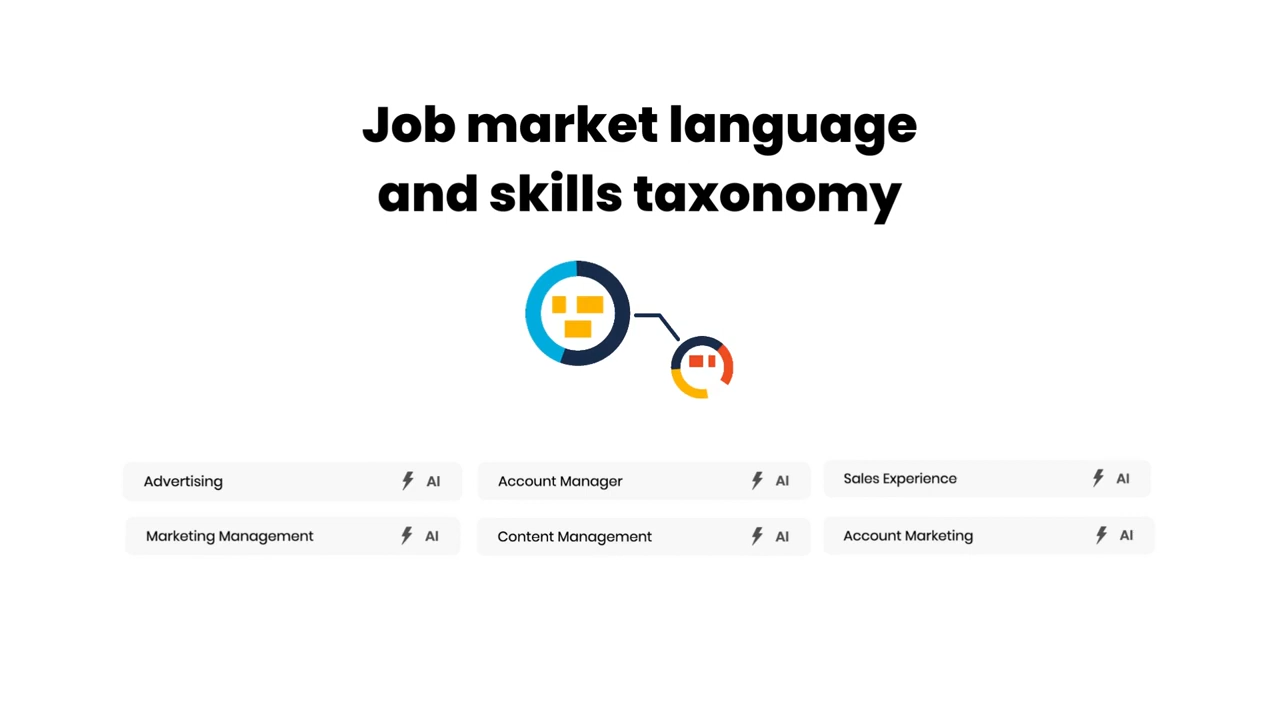 Job market language
and skills taxonomy
Advertising AI
Account Manager AI
Sales Experience AI
Marketing Management AI
Content Management AI
Account Marketing AI